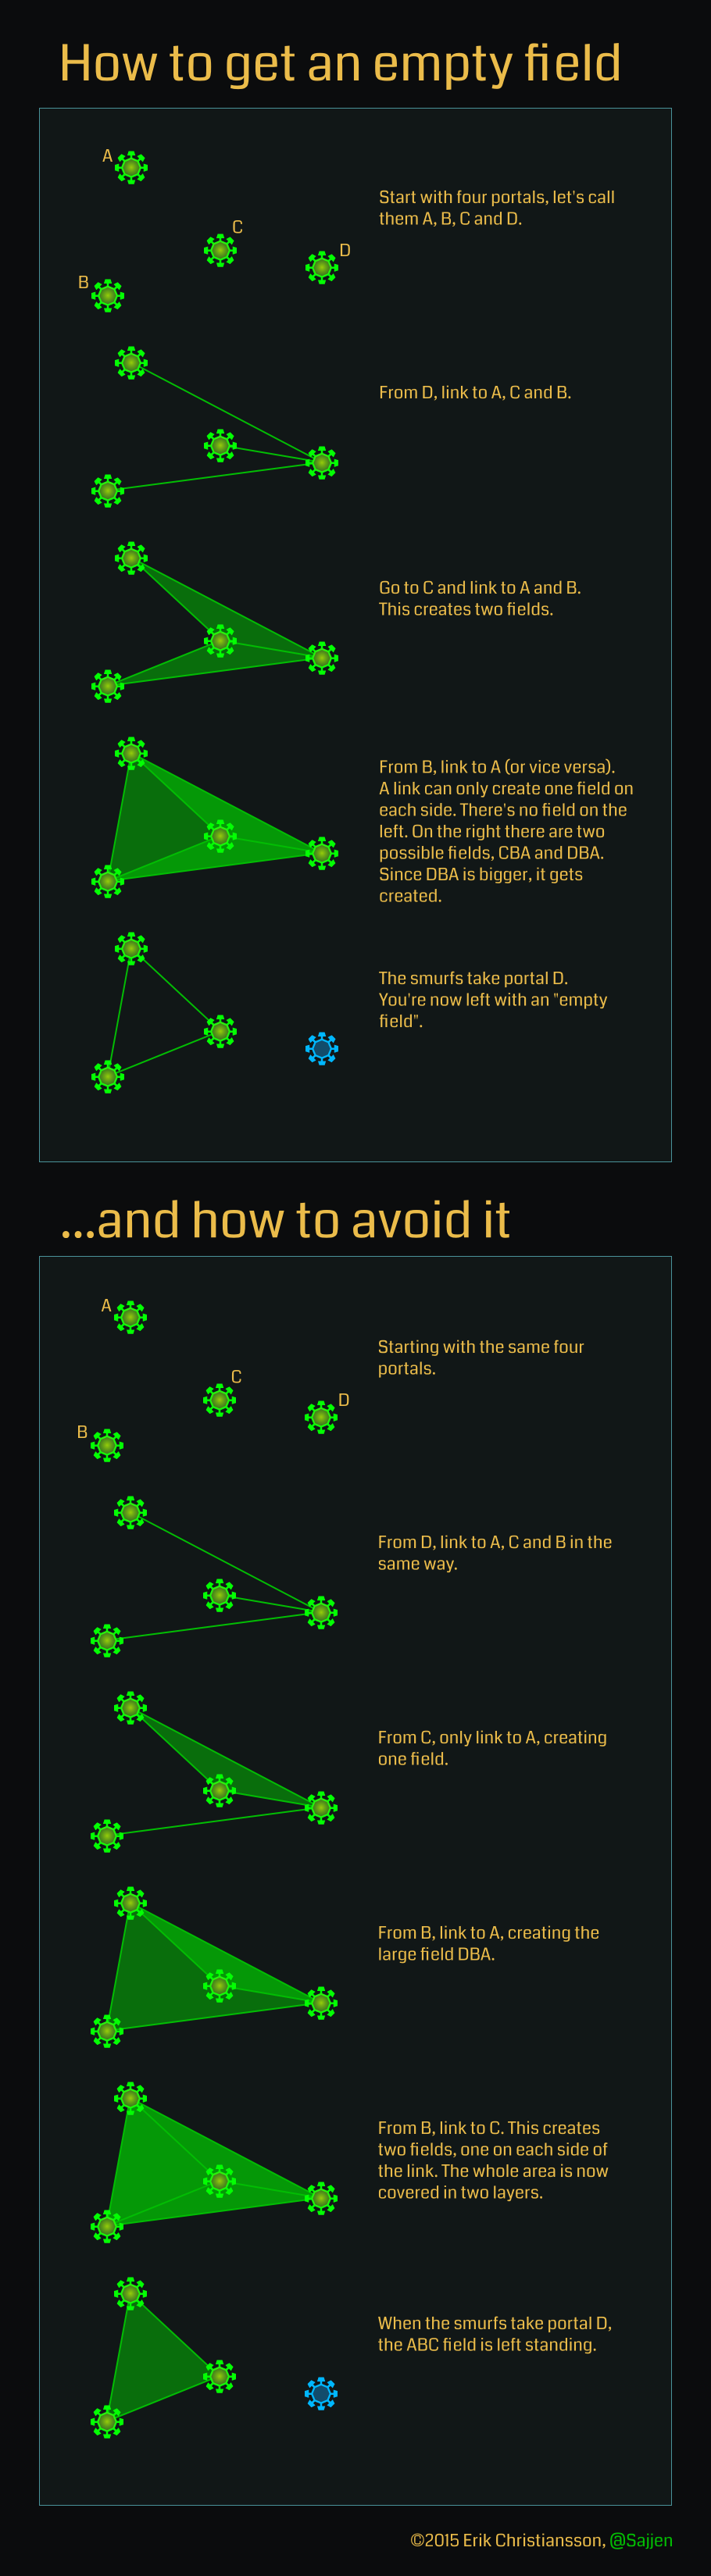 How to get an empty field
A
C
D
B
Start with four portals, let's call
them A, B, C and D.
From D, link to A, C and B.
Go to C and link to A and B.
This creates two fields.
From B, link to A (or vice versa).
A link can only create one field on
each side. There's no field on the
left. On the right there are two
possible fields, CBA and DBA.
Since DBA is bigger, it gets
created.
The smurfs take portal D.
You're now left with an "empty
field".
...and how to avoid it
A
C
D
B
Starting with the same four
portals.
From D, link to A, C and B in the
same way.
From C, only link to A, creating
one field.
From B, link to A, creating the
large field DBA.
From B, link to C. This creates
two fields, one on each side of
the link. The whole area is now
covered in two layers.
When the smurfs take portal D,
the ABC field is left standing.
©2015 Erik Christiansson, @Sajjen